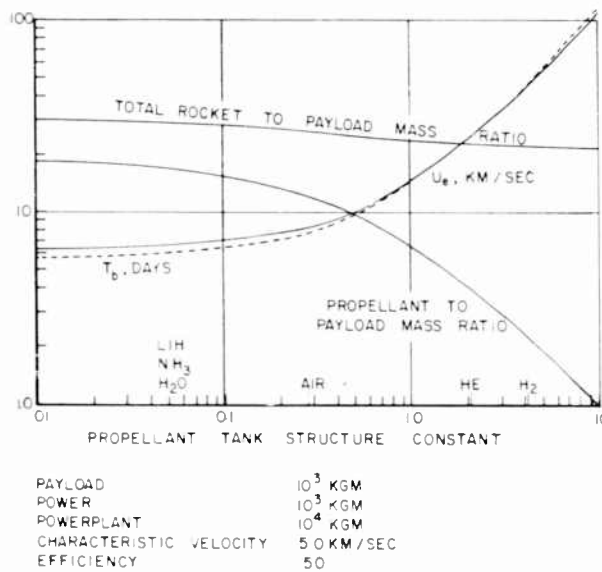 100
TOTAL ROCKET TO PAYLOAD MASS RATIO
Ue, KM/SEC
10
Tb, DAYS
PROPELLANT TO
PAYLOAD MASS RATIO
LIH
NH3
H2O AIR HE H2
1.0
.01 0.1 1.0 10
PROPELLANT TANK STRUCTURE CONSTANT
PAYLOAD 10³ KGM
POWER 10³ KGM
POWERPLANT 10⁴ KGM
CHARACTERISTIC VELOCITY 5.0 KM/SEC
EFFICIENCY .50